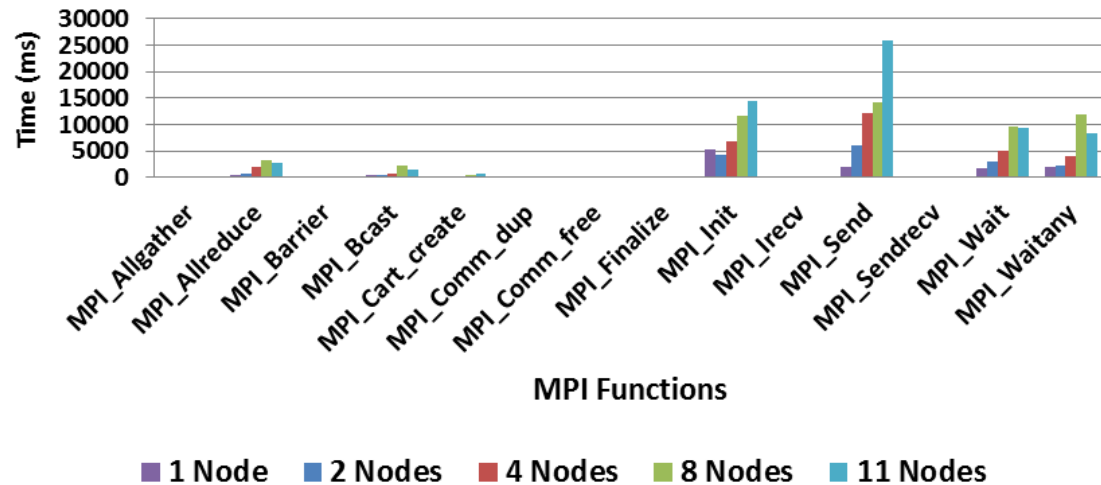 30000
25000
20000
15000
10000
5000
0
Time (ms)
MPI_Allgather
MPI_Allreduce
MPI_Barrier
MPI_Bcast
MPI_Cart_create
MPI_Comm_dup
MPI_Comm_free
MPI_Finalize
MPI_Init
MPI_Irecv
MPI_Send
MPI_Sendrecv
MPI_Wait
MPI_Waitany
MPI Functions
1 Node 2 Nodes 4 Nodes 8 Nodes 11 Nodes